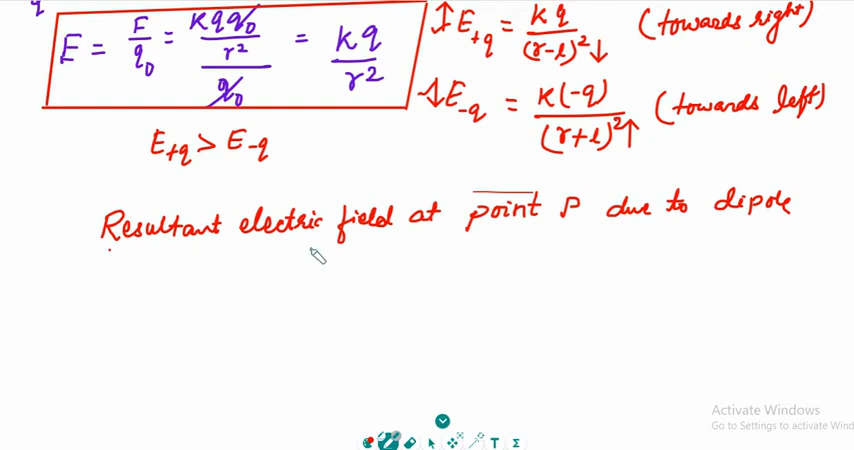 q
E = F/q₀ = Kqq₀/r²/q₀ = Kq/r²
↑E₊q = Kq/(r-l)²↓ (towards right)
↓E₋q = K(-q)/(r+l)²↑ (towards left)
E₊q > E₋q
Resultant electric field at point P due to dipole
Activate Windows
Go to Settings to activate Wind
T Σ